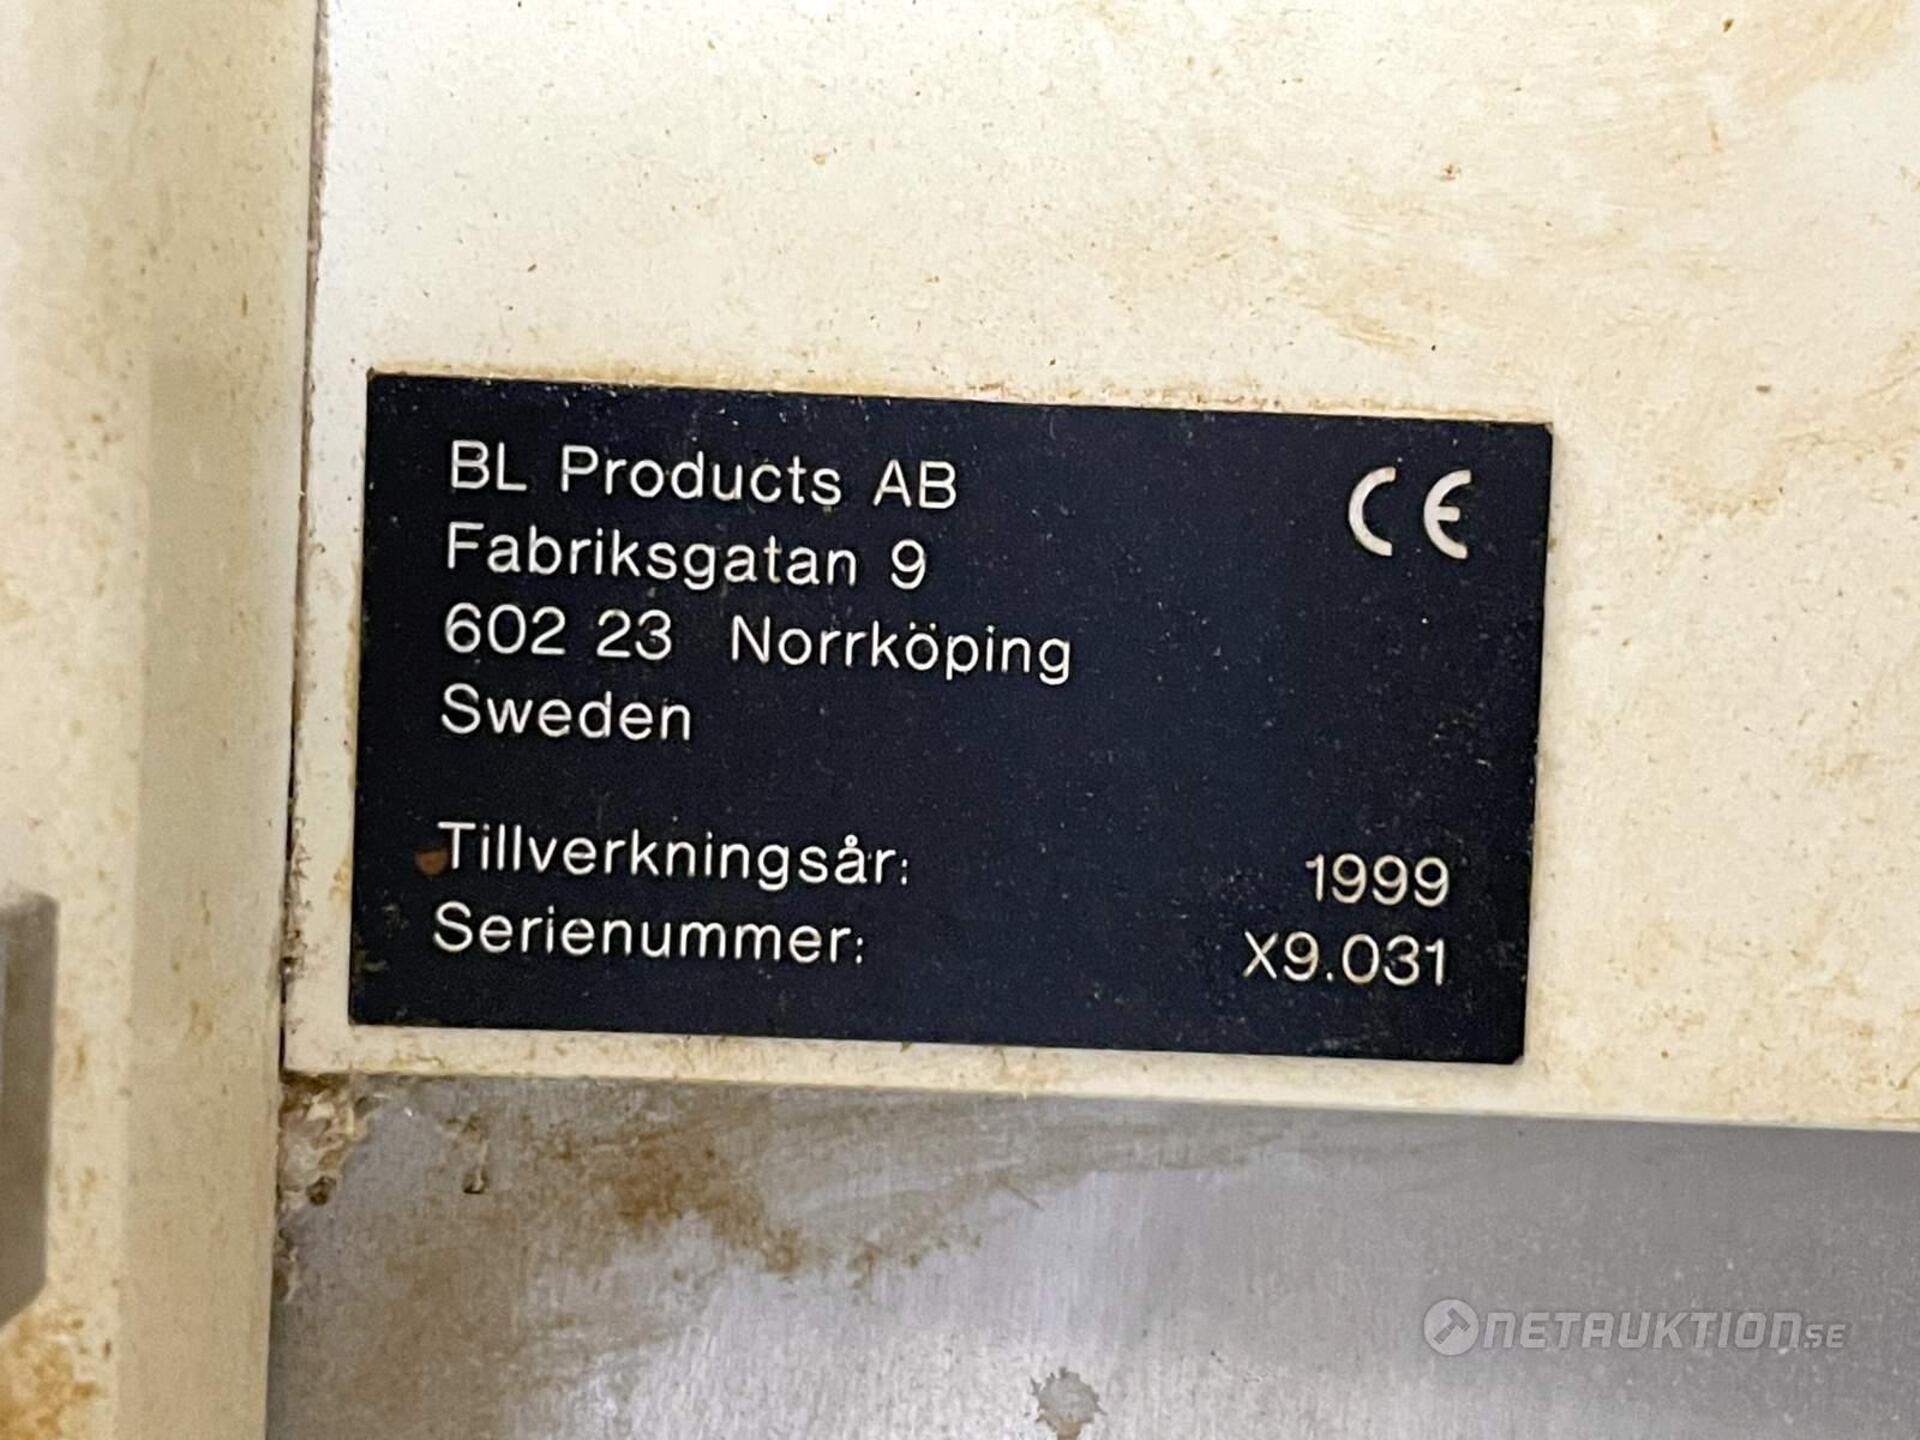 BL Products AB
CE
Fabriksgatan 9
602 23 Norrköping
Sweden
Tillverkningsår: 1999
Serienummer: X9.031
NETAUKTION.SE